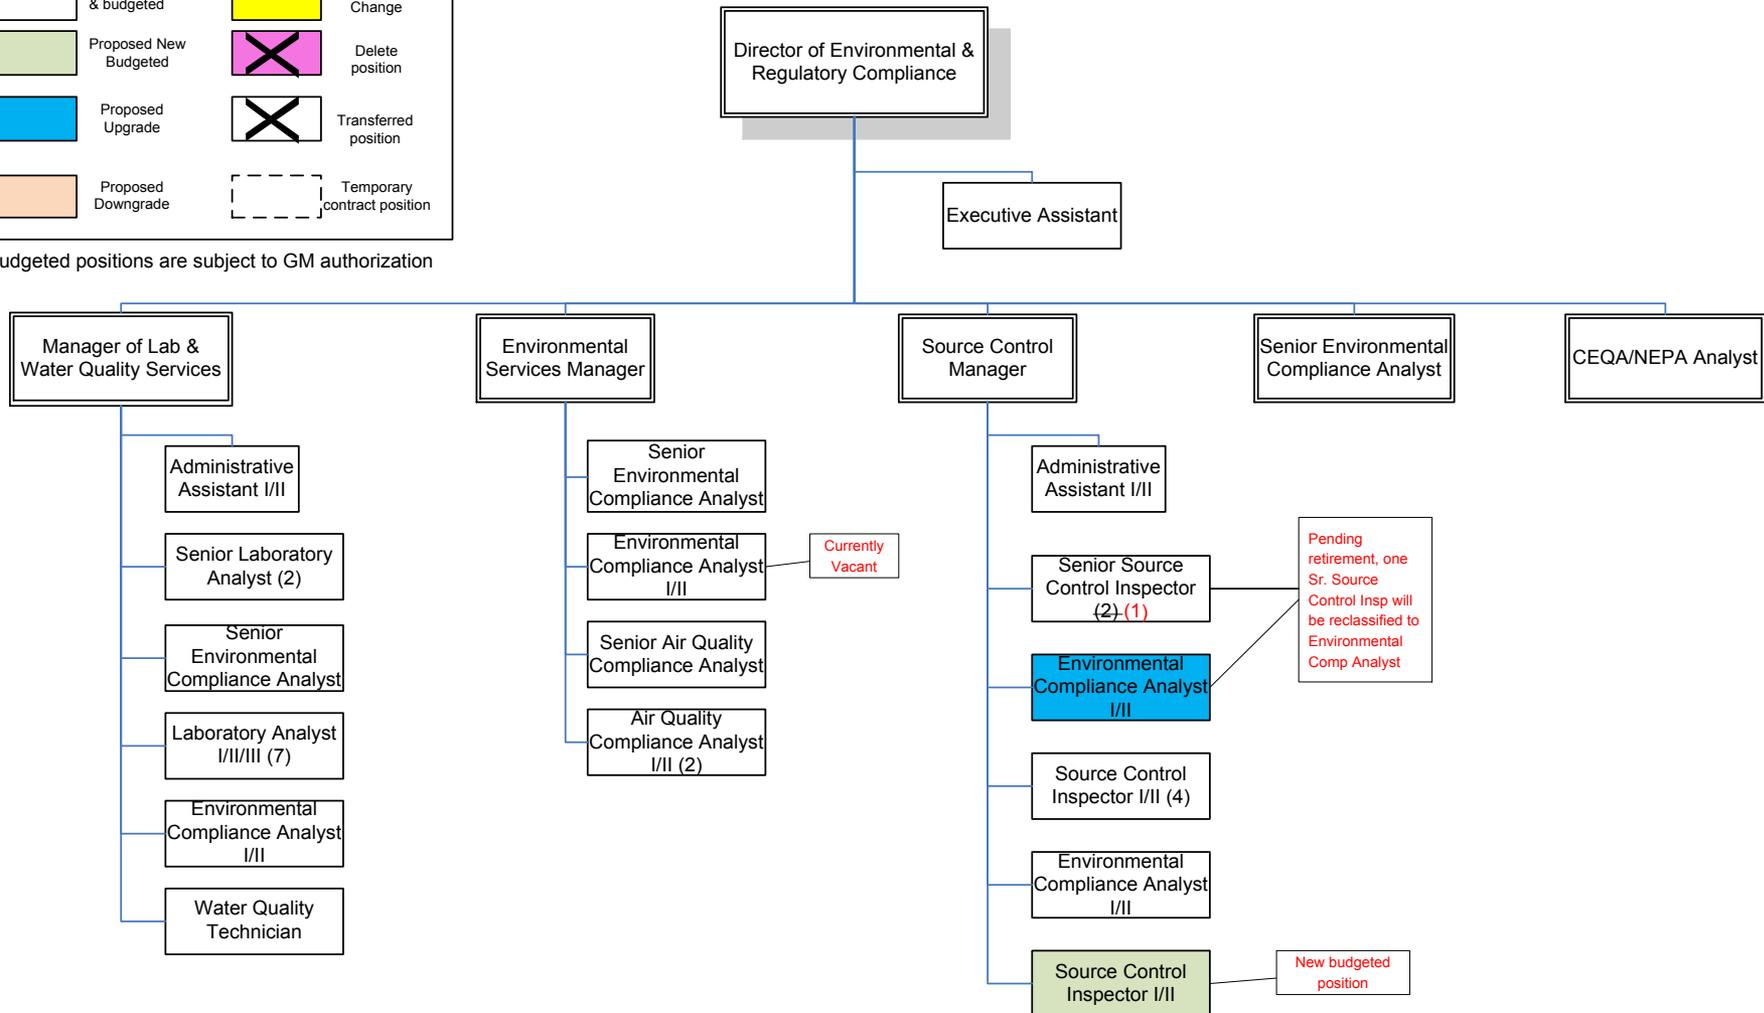 & budgeted
Change
Proposed New
Budgeted
Delete
position
Proposed
Upgrade
Transferred
position
Proposed
Downgrade
Temporary
contract position
udgeted positions are subject to GM authorization
Director of Environmental &
Regulatory Compliance
Executive Assistant
Manager of Lab &
Water Quality Services
Environmental
Services Manager
Source Control
Manager
Senior Environmental
Compliance Analyst
CEQA/NEPA Analyst
Administrative
Assistant I/II
Senior Laboratory
Analyst (2)
Senior
Environmental
Compliance Analyst
Laboratory Analyst
I/II/III (7)
Environmental
Compliance Analyst
I/II
Water Quality
Technician
Senior
Environmental
Compliance Analyst
Environmental
Compliance Analyst
I/II
Currently
Vacant
Senior Air Quality
Compliance Analyst
Air Quality
Compliance Analyst
I/II (2)
Administrative
Assistant I/II
Senior Source
Control Inspector
(2) (1)
Pending
retirement, one
Sr. Source
Control Insp will
be reclassified to
Environmental
Comp Analyst
Environmental
Compliance Analyst
I/II
Source Control
Inspector I/II (4)
Environmental
Compliance Analyst
I/II
Source Control
Inspector I/II
New budgeted
position